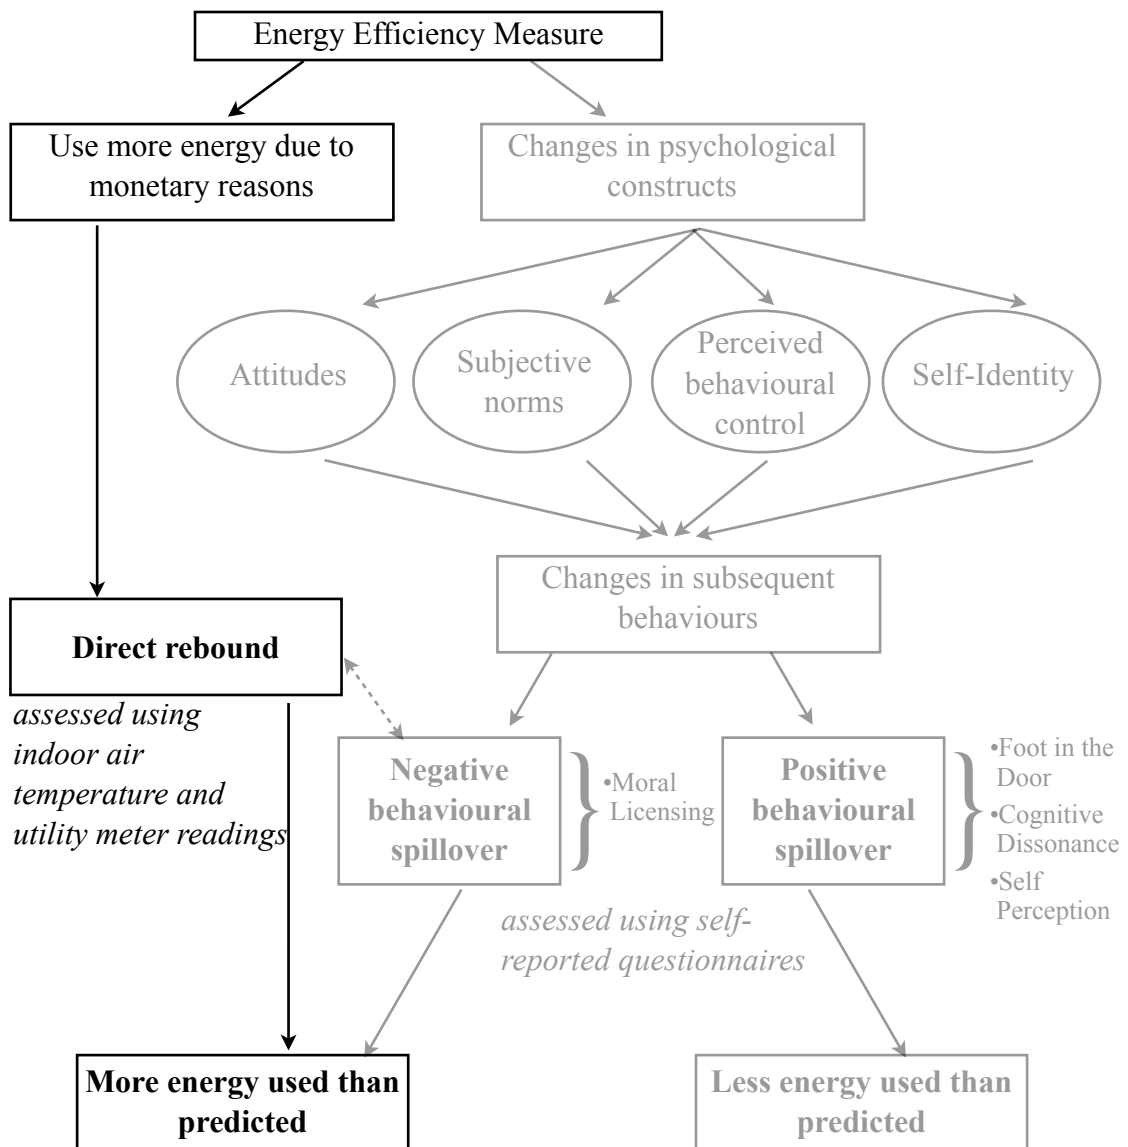 Energy Efficiency Measure
Use more energy due to
monetary reasons
Changes in psychological
constructs
Attitudes
Subjective
norms
Perceived
behavioural
control
Self-Identity
Changes in subsequent
behaviours
Direct rebound
assessed using
indoor air
temperature and
utility meter readings
Negative
behavioural
spillover
•Moral
Licensing
Positive
behavioural
spillover
•Foot in the
Door
•Cognitive
Dissonance
•Self
Perception
assessed using self-
reported questionnaires
More energy used than
predicted
Less energy used than
predicted